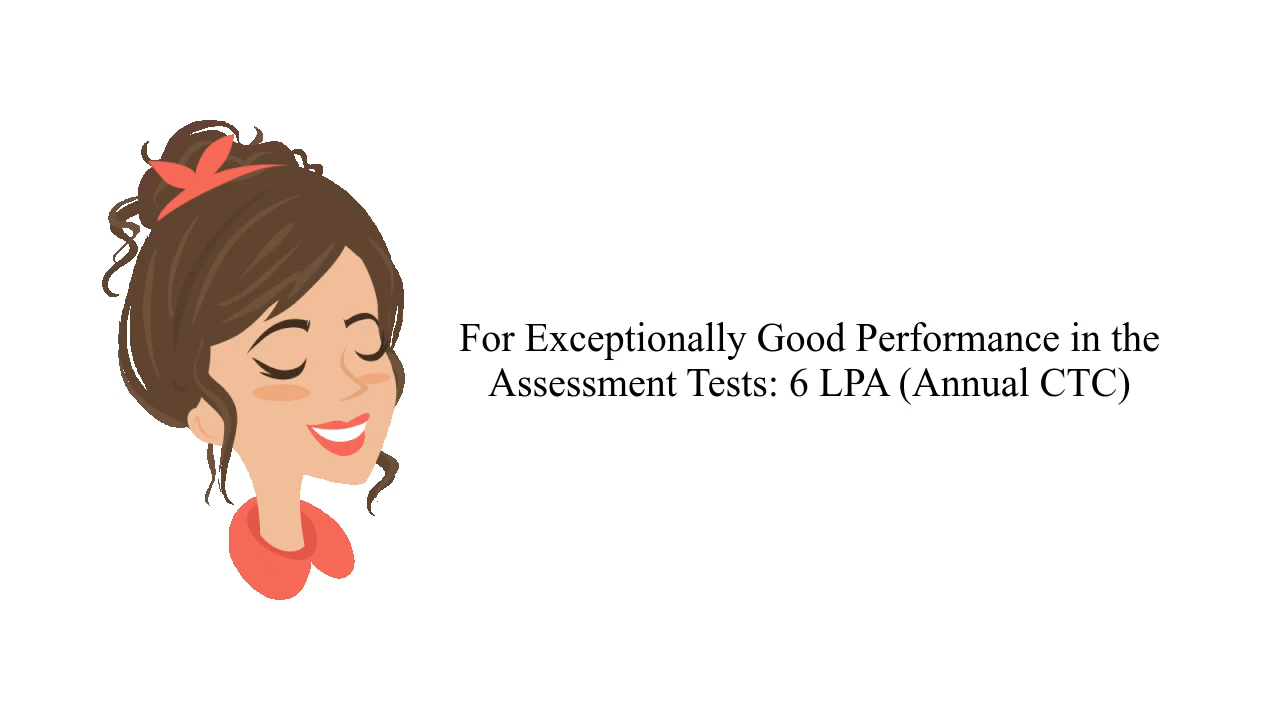 For Exceptionally Good Performance in the
Assessment Tests: 6 LPA (Annual CTC)